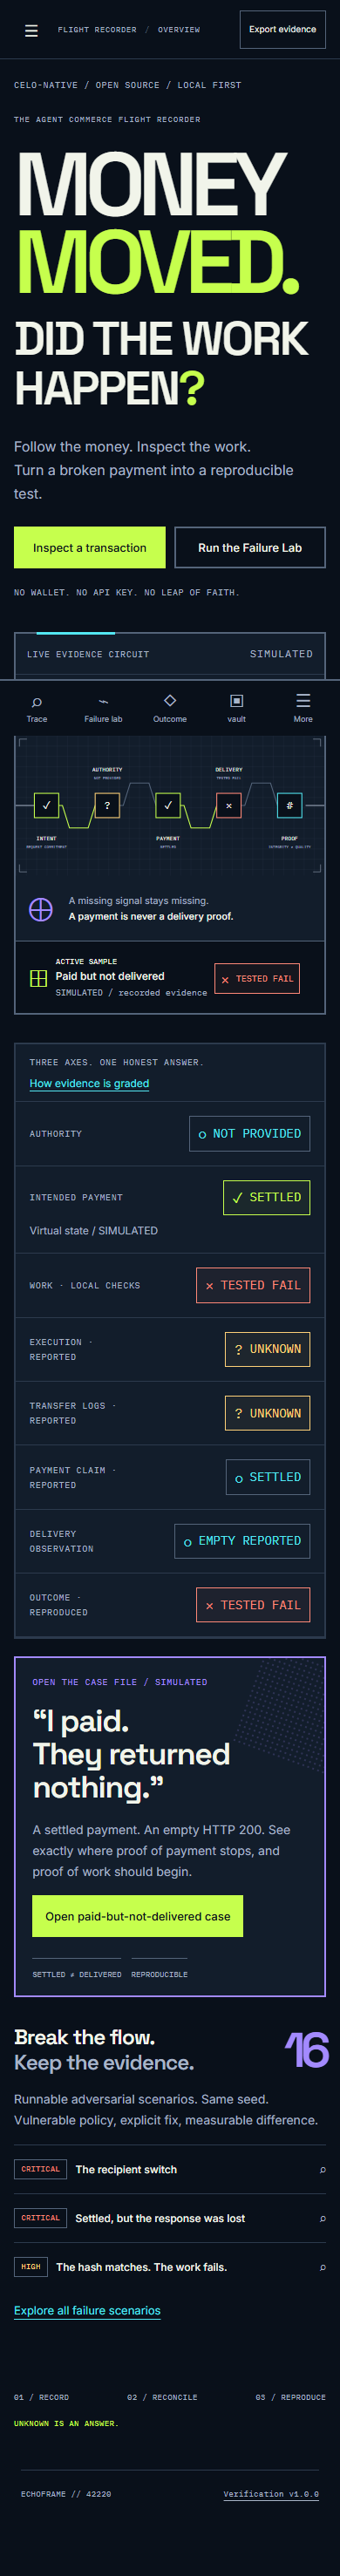 FLIGHT RECORDER / OVERVIEW
Export evidence
CELO-NATIVE / OPEN SOURCE / LOCAL FIRST
THE AGENT COMMERCE FLIGHT RECORDER
MONEY
MOVED.
DID THE WORK
HAPPEN?
Follow the money. Inspect the work.
Turn a broken payment into a reproducible
test.
Inspect a transaction
Run the Failure Lab
NO WALLET. NO API KEY. NO LEAP OF FAITH.
LIVE EVIDENCE CIRCUIT
SIMULATED
Trace
Failure lab
Outcome
vault
More
AUTHORITY
NOT PROVIDED
DELIVERY
TESTED FAIL
✓
?
✓
×
#
INTENT
REQUEST COMMITMENT
PAYMENT
SETTLED
PROOF
INTEGRITY ≠ QUALITY
A missing signal stays missing.
A payment is never a delivery proof.
ACTIVE SAMPLE
Paid but not delivered
SIMULATED / recorded evidence
× TESTED FAIL
THREE AXES. ONE HONEST ANSWER.
How evidence is graded
AUTHORITY
o NOT PROVIDED
INTENDED PAYMENT
✓ SETTLED
Virtual state / SIMULATED
WORK · LOCAL CHECKS
× TESTED FAIL
EXECUTION ·
REPORTED
? UNKNOWN
TRANSFER LOGS ·
REPORTED
? UNKNOWN
PAYMENT CLAIM ·
REPORTED
o SETTLED
DELIVERY
OBSERVATION
o EMPTY REPORTED
OUTCOME ·
REPRODUCED
× TESTED FAIL
OPEN THE CASE FILE / SIMULATED
“I paid.
They returned
nothing.”
A settled payment. An empty HTTP 200. See
exactly where proof of payment stops, and
proof of work should begin.
Open paid-but-not-delivered case
SETTLED ≠ DELIVERED
REPRODUCIBLE
Break the flow.
Keep the evidence.
16
Runnable adversarial scenarios. Same seed.
Vulnerable policy, explicit fix, measurable difference.
CRITICAL The recipient switch
CRITICAL Settled, but the response was lost
HIGH The hash matches. The work fails.
Explore all failure scenarios
01 / RECORD
02 / RECONCILE
03 / REPRODUCE
UNKNOWN IS AN ANSWER.
ECHOFRAME // 42220
Verification v1.0.0